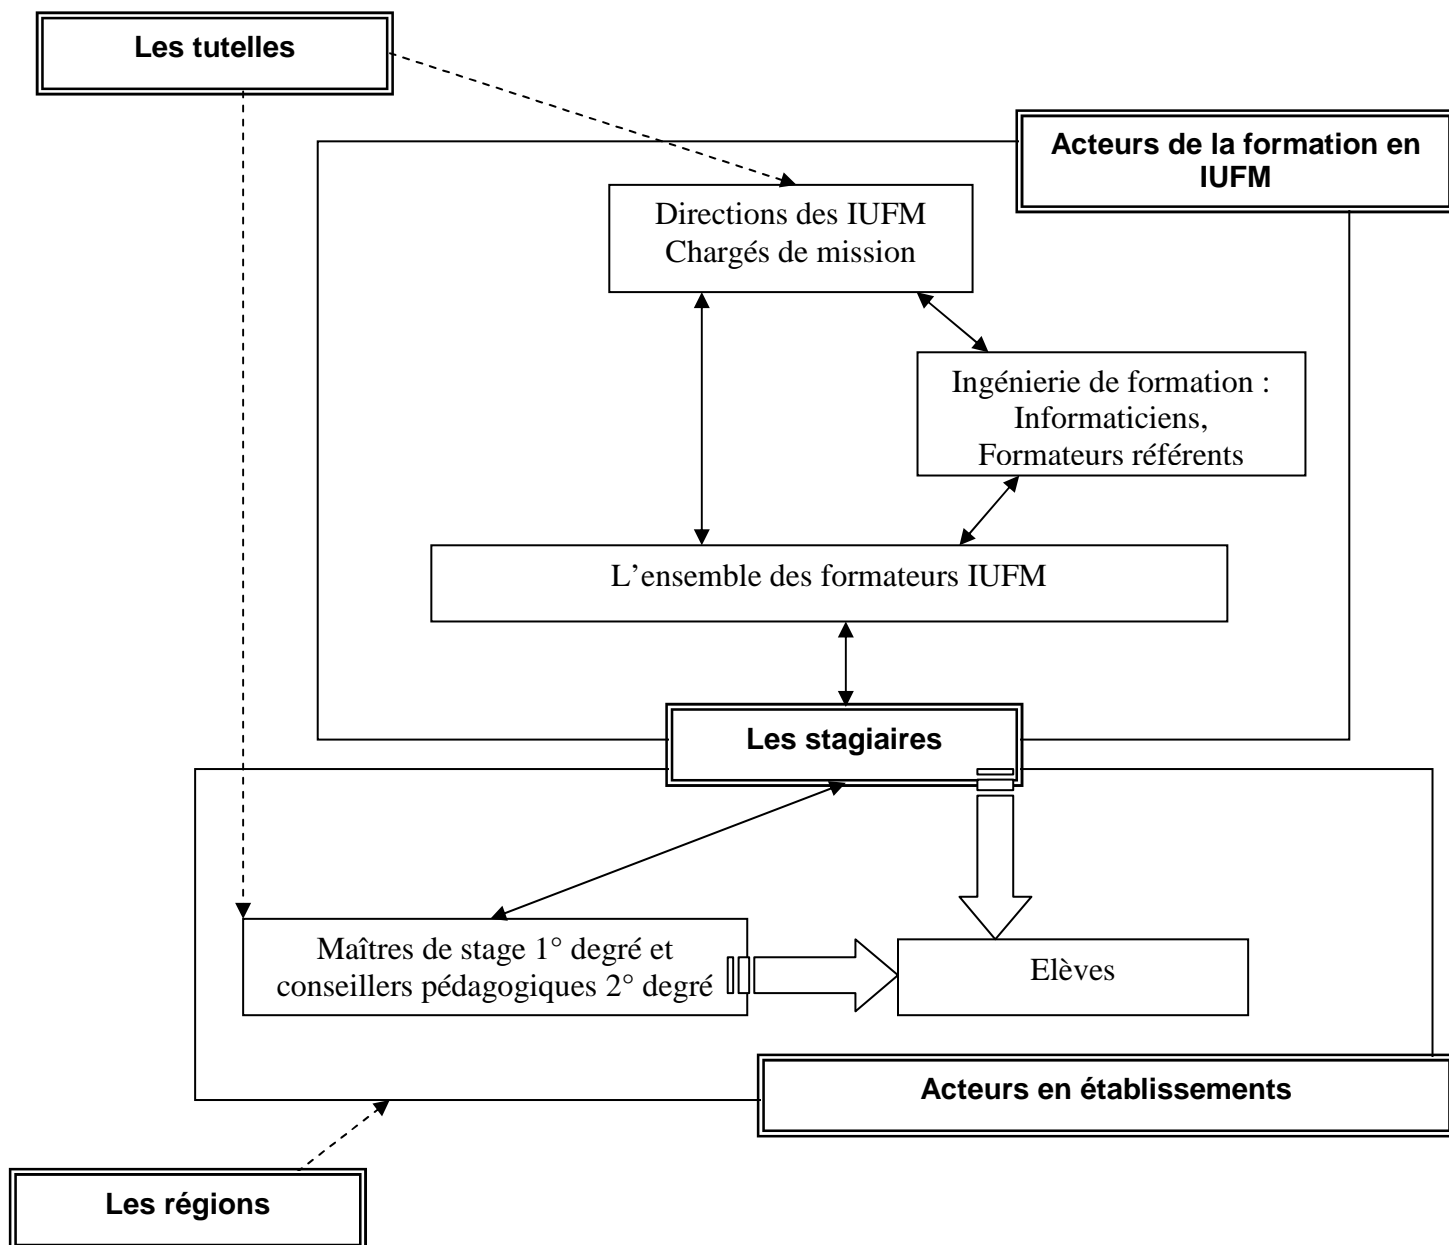 Les tutelles
Acteurs de la formation en
IUFM
Directions des IUFM
Chargés de mission
Ingénierie de formation :
Informaticiens,
Formateurs référents
L’ensemble des formateurs IUFM
Les stagiaires
Maîtres de stage 1° degré et
conseillers pédagogiques 2° degré
Elèves
Acteurs en établissements
Les régions